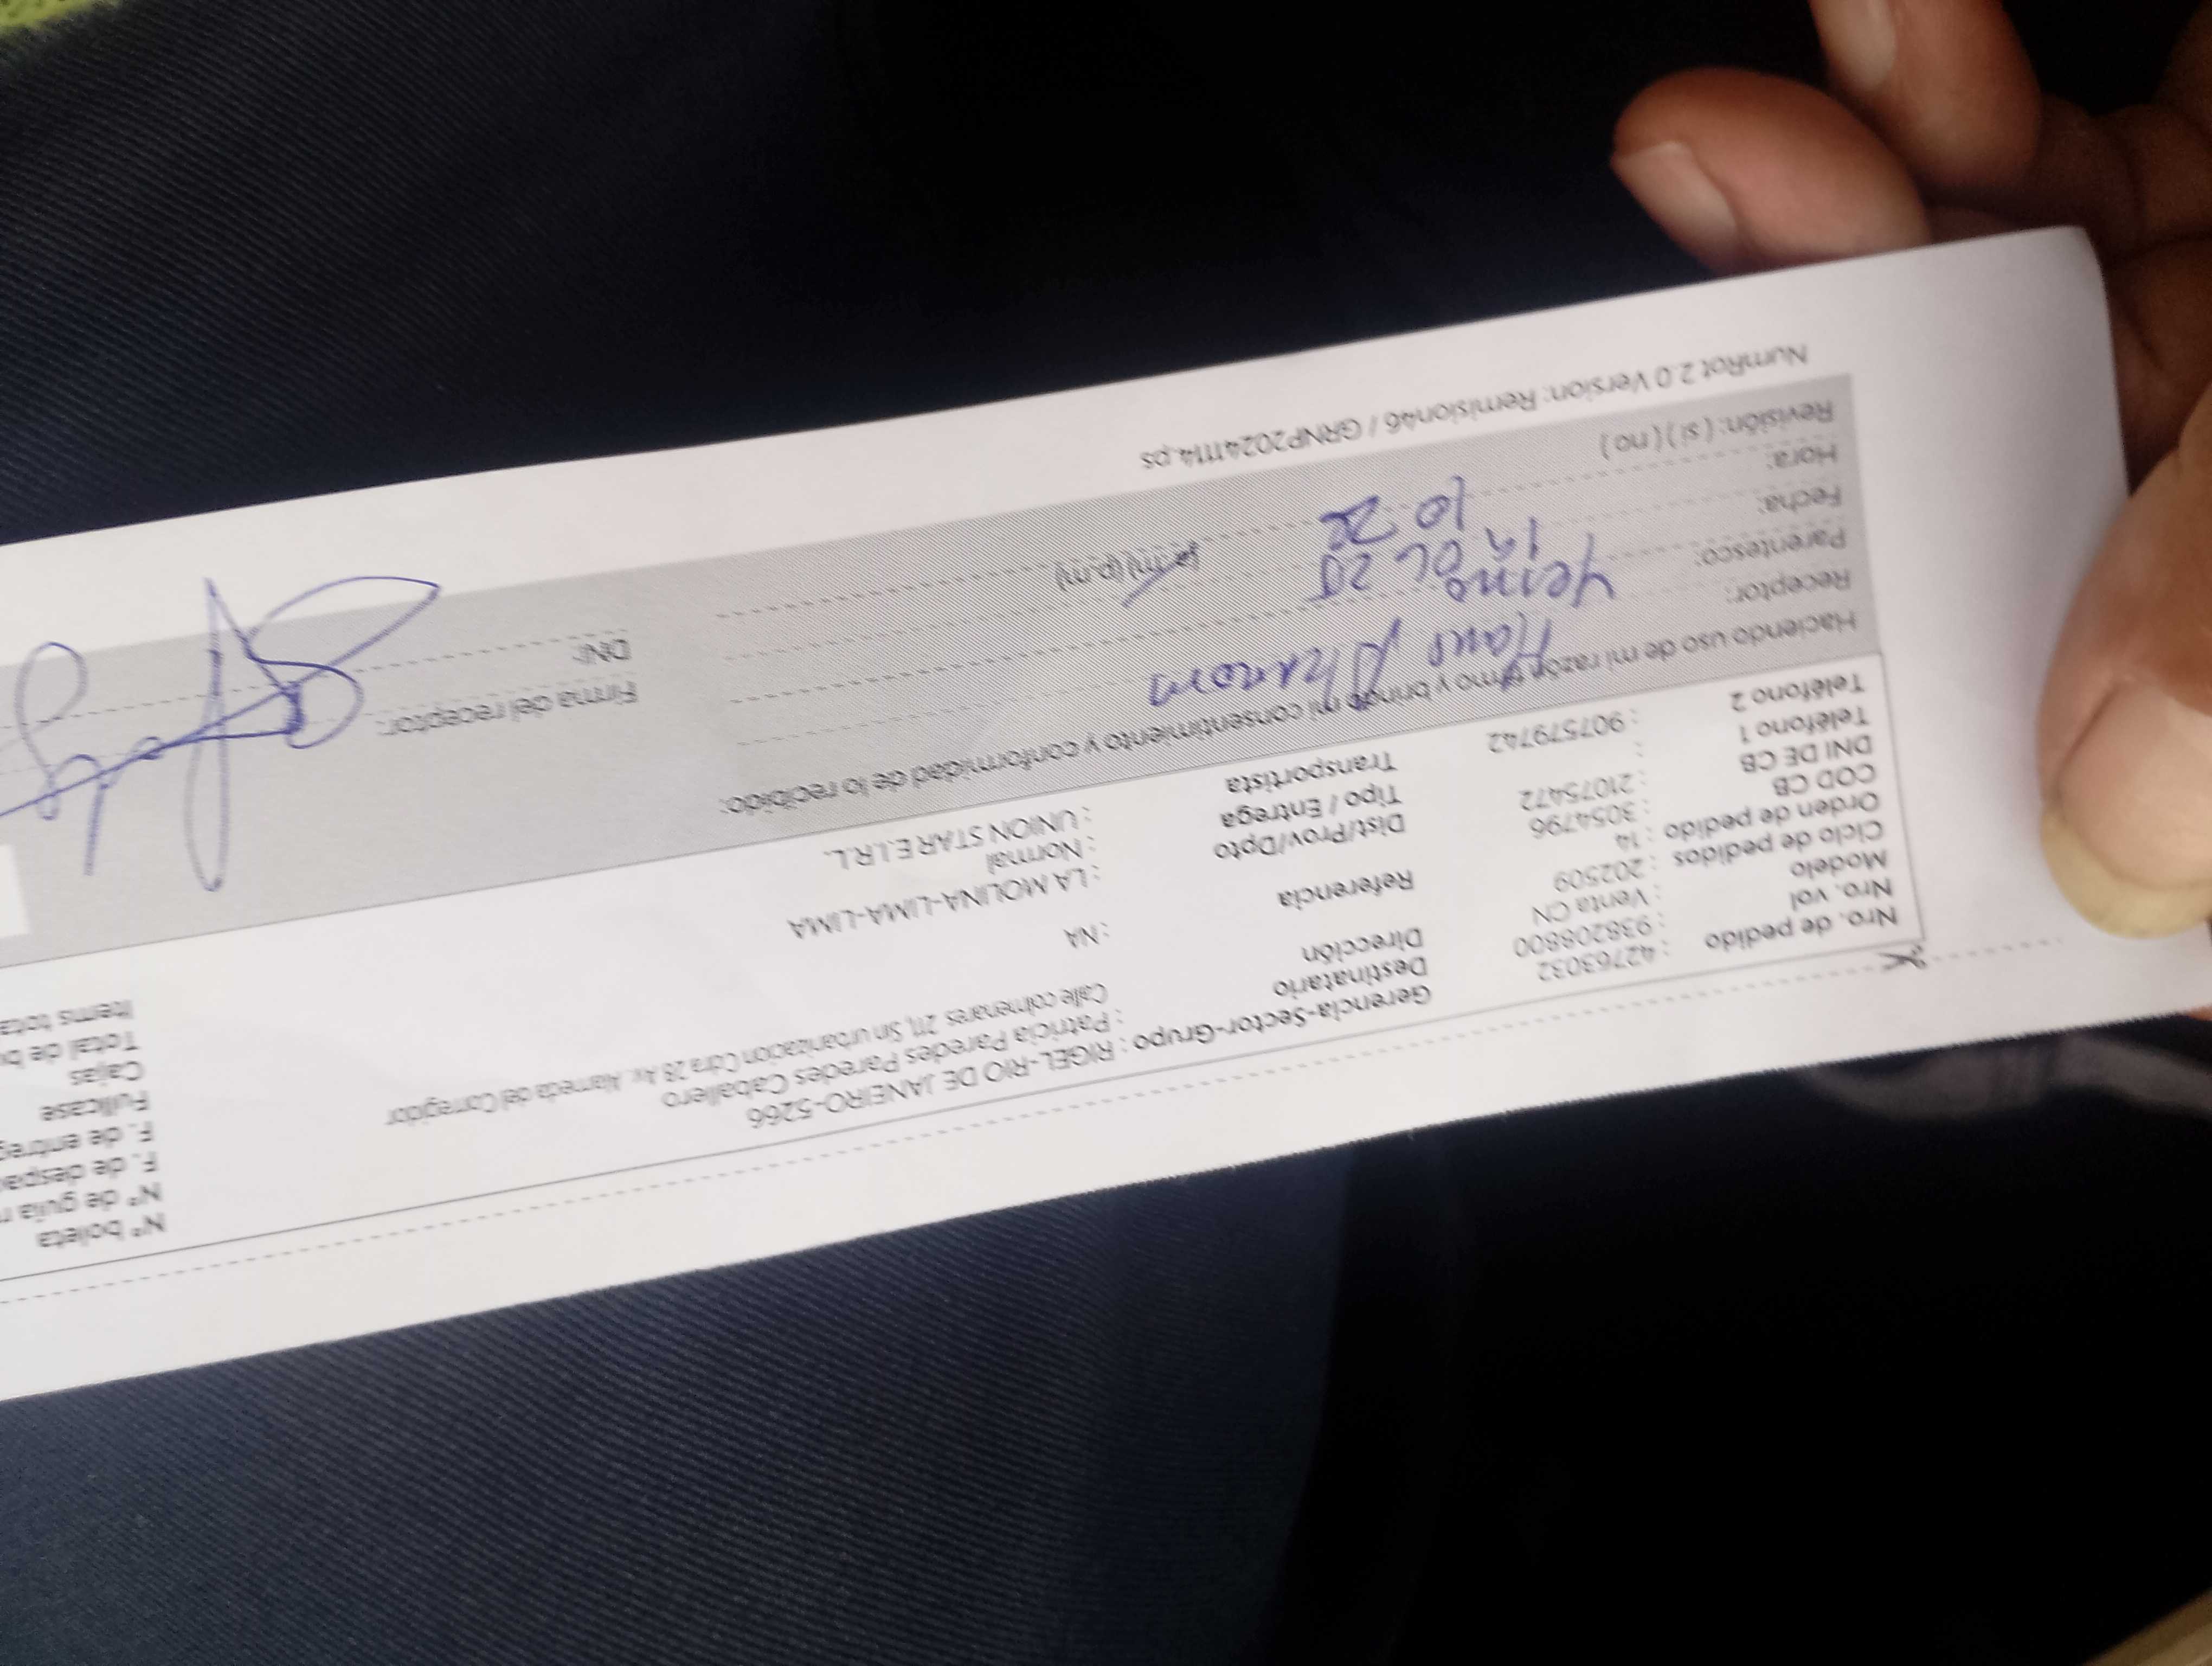 Nro. de pedido : 42763032
Nro. vol : 938208800
Modelo : Venta CN
Ciclo de pedidos : 202509
Orden de pedido : 14
COD CB : 3054796
DNI DE CB : 21075472
Teléfono 1 :
Teléfono 2 : 907579742
Gerencia-Sector-Grupo : RIGEL-RIO DE JANEIRO-5266
Destinatario : Patricia Paredes Paredes Caballero
Dirección Calle colmenares 211, Sin urbanizacion Cdra 28 Av. Alameda del Corregidor
Referencia : NA
Dist/Prov/Dpto : LA MOLINA-LIMA-LIMA
Tipo / Entrega : Normal
Transportista : UNION STAR E.I.R.L.
Nº boleta
Nº de guía
F. de despa
F. de entreg
Fullcase
Cajas
Total de b
Items tota
Haciendo uso de mi razón firmo y brindo mi consentimiento y conformidad de lo recibido:
Receptor:
Parentesco:
Fecha:
Hora: 10 (a.m) (p.m)
Revisión: (si) (no)
Firma del receptor:
DNI:
NumRot 2.0 Version: Remision46 / GRNP20241114.ps